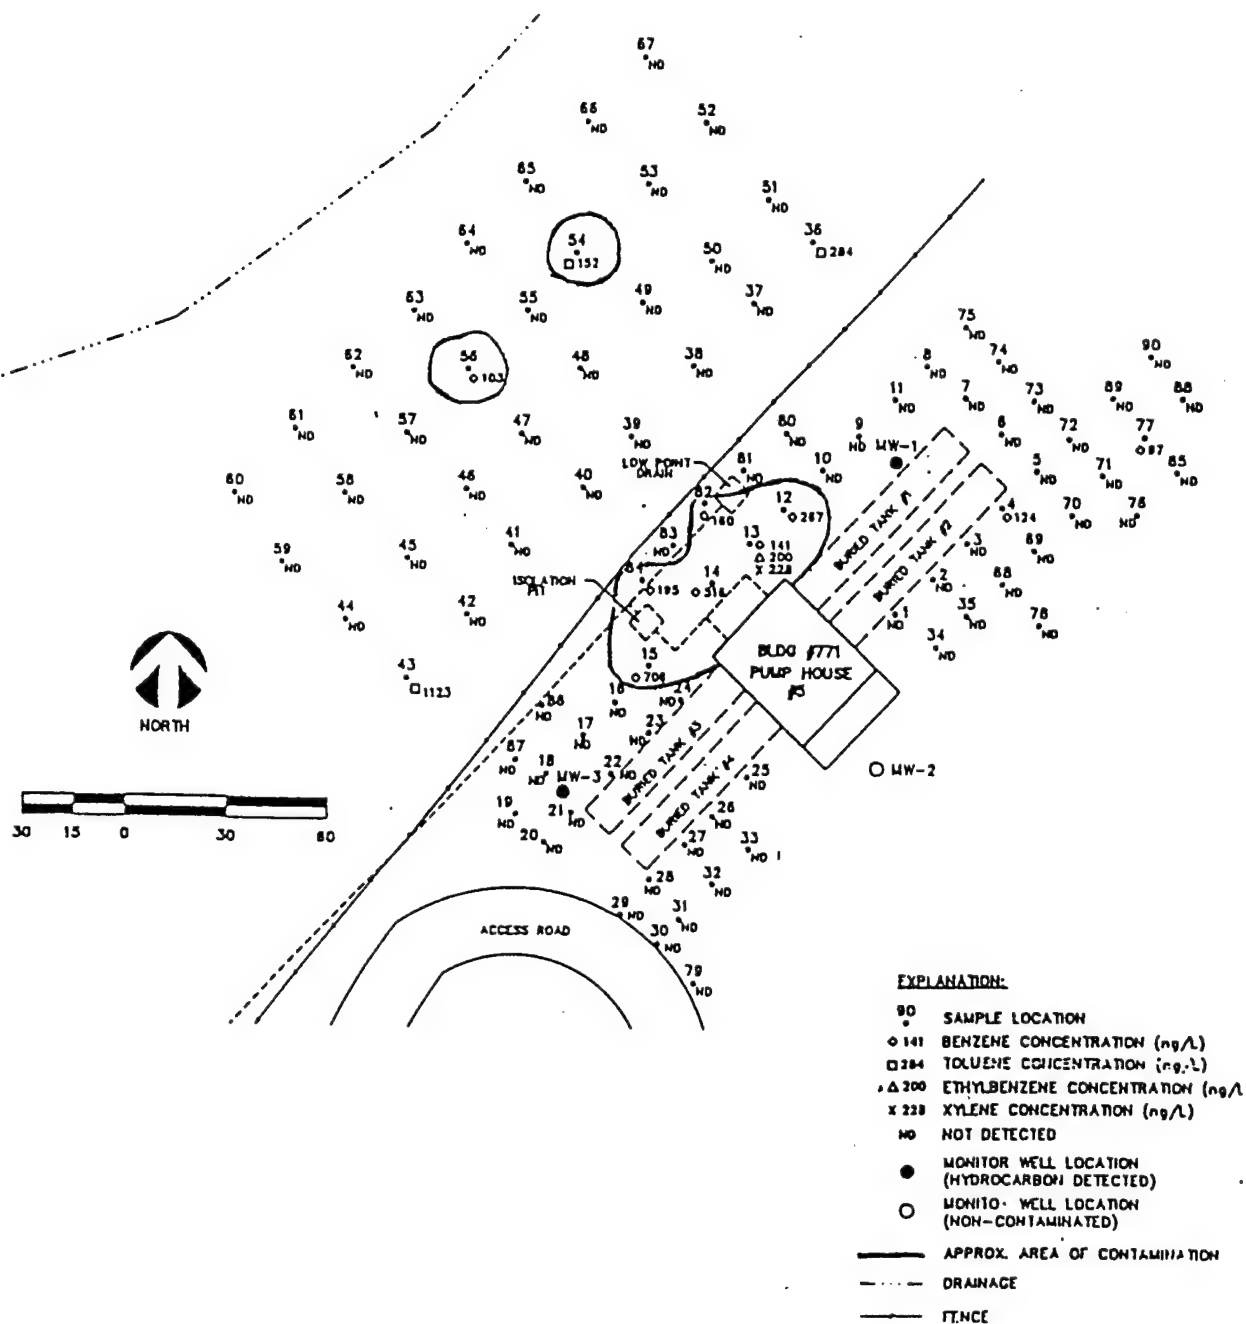 67
ND
66
ND
52
ND
65
ND
53
ND
51
ND
64
ND
54
152
50
ND
36
284
63
ND
55
ND
49
ND
37
ND
62
ND
56
103
48
ND
38
ND
75
ND
8
ND
74
ND
90
ND
61
ND
57
ND
47
ND
39
ND
80
ND
9
ND
11
ND
7
ND
73
ND
89
ND
88
ND
MW-1
6
ND
72
ND
77
97
LOW POINT
DRAIN
81
ND
10
ND
5
ND
71
ND
85
ND
60
ND
58
ND
46
ND
40
ND
82
160
12
267
4
124
70
ND
76
ND
59
ND
45
ND
41
ND
83
ND
13
141
200
228
BURIED TANK #1
BURIED TANK #2
3
ND
69
ND
ISOLATION
PIT
84
195
14
516
2
ND
68
ND
44
ND
42
ND
1
ND
35
ND
78
ND
34
ND
43
1123
15
706
BLDG #771
PUMP HOUSE
#5
NORTH
86
ND
16
ND
24
ND
17
ND
23
ND
87
ND
18
ND
MW-3
22
ND
BURIED TANK #3
BURIED TANK #4
25
ND
MW-2
19
ND
21
ND
26
ND
20
ND
27
ND
33
ND
30 15 0 30 60
28
ND
32
ND
29
ND
31
ND
30
ND
79
ND
ACCESS ROAD
EXPLANATION:
90
SAMPLE LOCATION
141 BENZENE CONCENTRATION (ng/L)
284 TOLUENE CONCENTRATION (ng/L)
200 ETHYLBENZENE CONCENTRATION (ng/L
X 228 XYLENE CONCENTRATION (ng/L)
ND NOT DETECTED
MONITOR WELL LOCATION
(HYDROCARBON DETECTED)
MONITO· WELL LOCATION
(NON-CONTAMINATED)
APPROX. AREA OF CONTAMINATION
DRAINAGE
FENCE